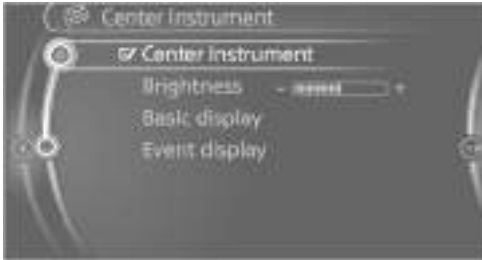 Center Instrument
Center Instrument
Brightness - +
Basic display
Event display